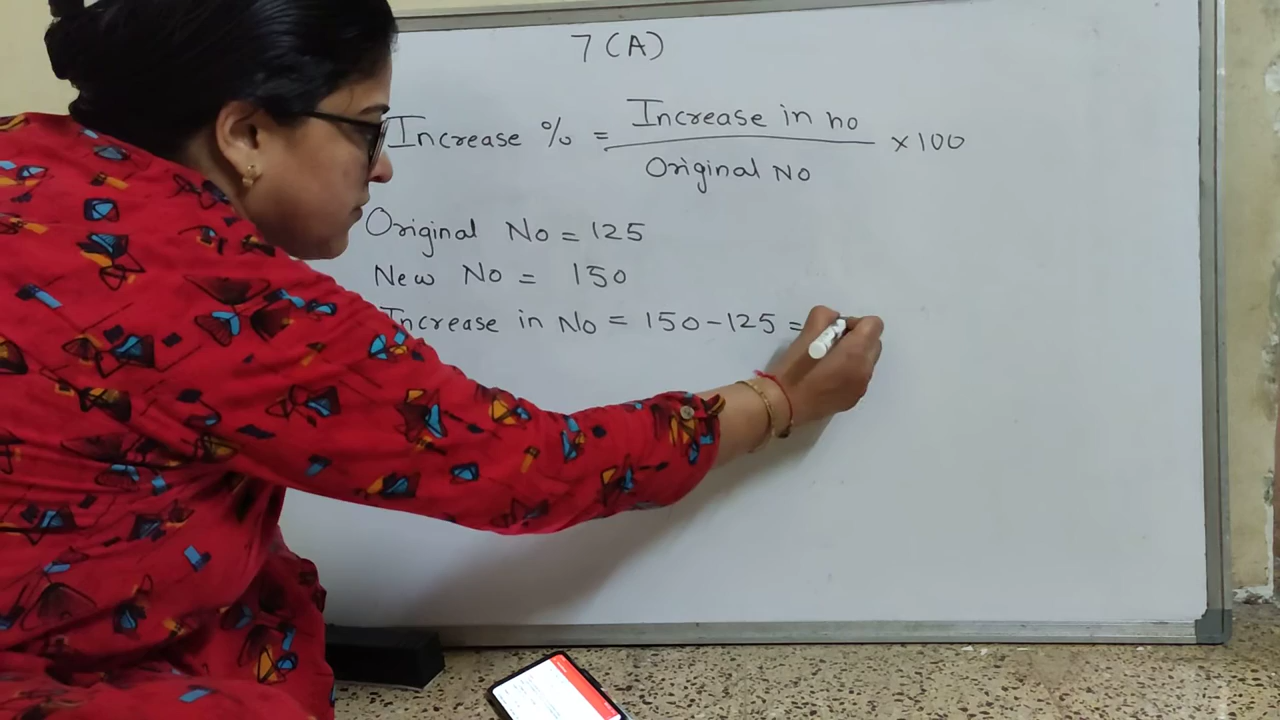 7 (A)
Increase % = Increase in no / Original No × 100
Original No = 125
New No = 150
Increase in No = 150 - 125 =